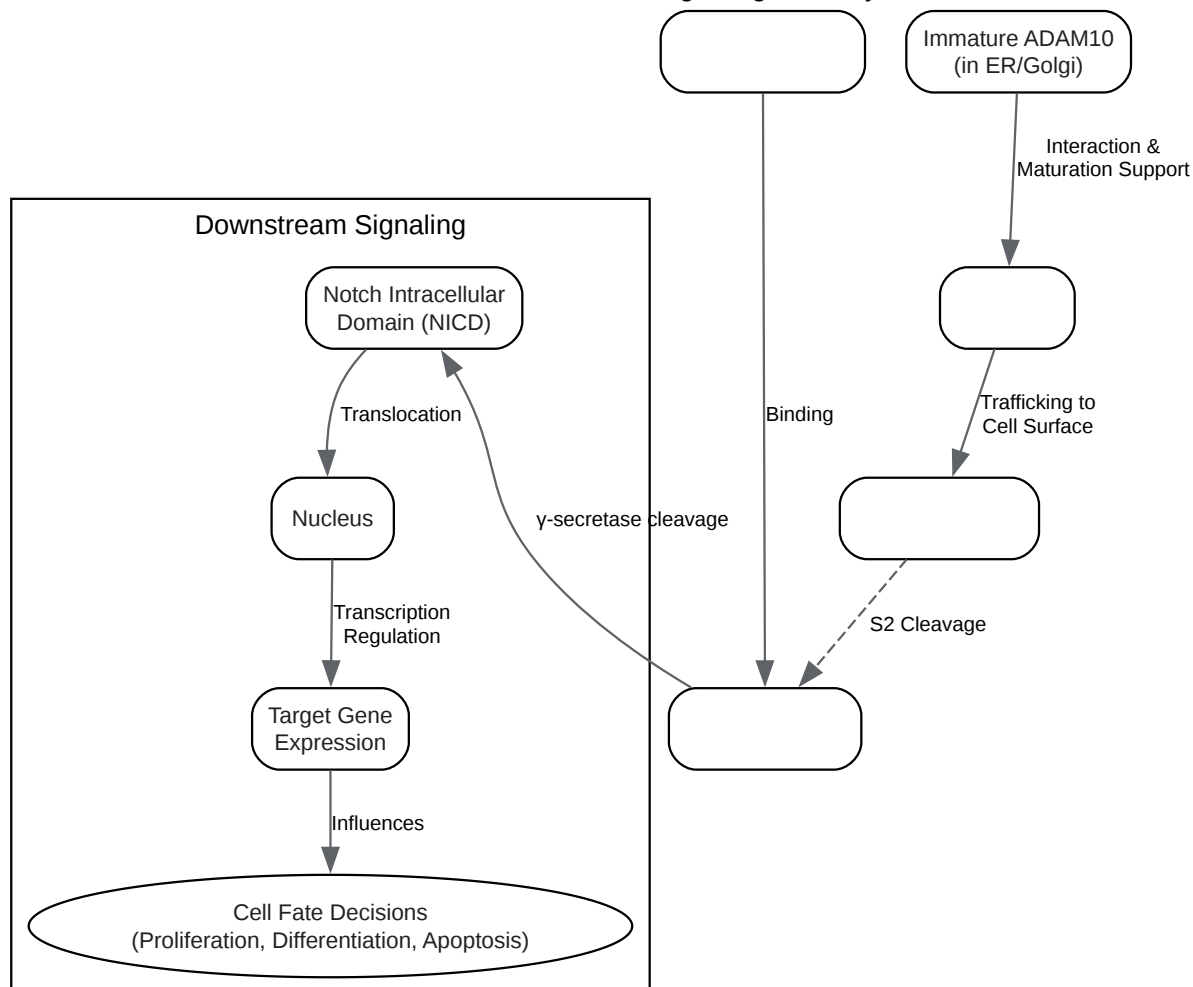 Immature ADAM10
(in ER/Golgi)
Interaction &
Maturation Support
Downstream Signaling
Notch Intracellular
Domain (NICD)
Translocation
Binding
Trafficking to
Cell Surface
Nucleus
γ-secretase cleavage
Transcription
Regulation
S2 Cleavage
Target Gene
Expression
Influences
Cell Fate Decisions
(Proliferation, Differentiation, Apoptosis)